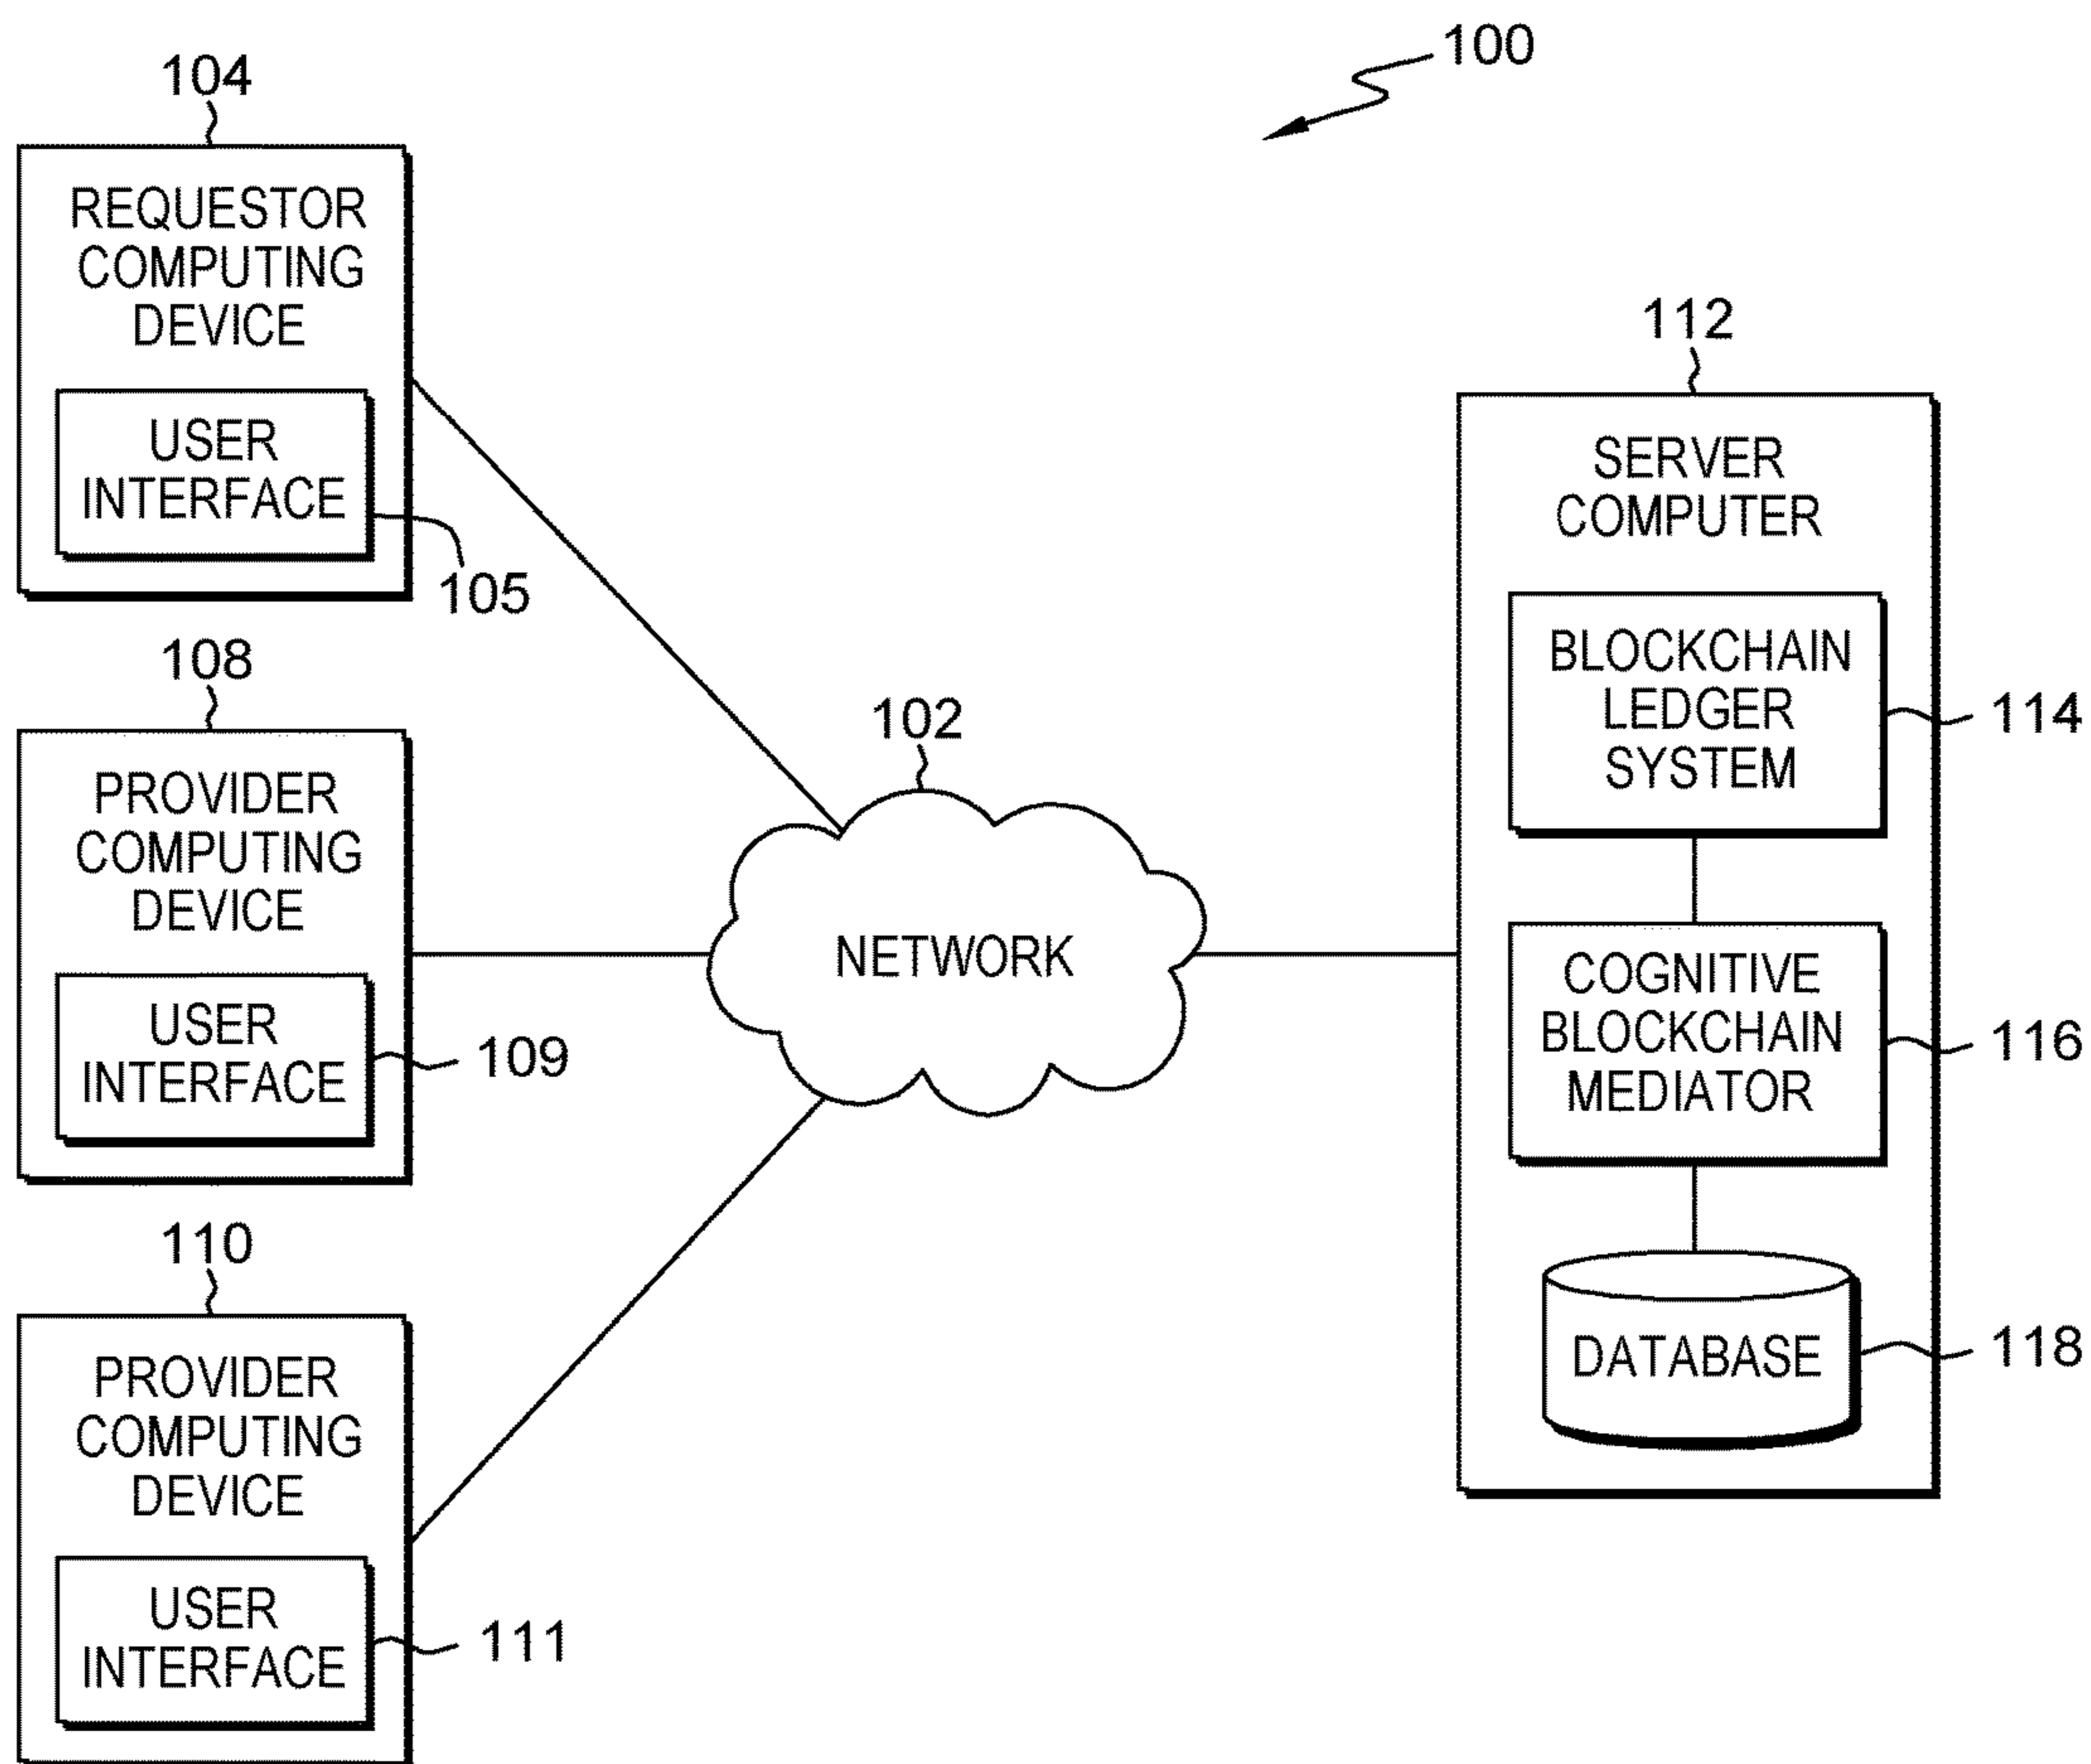 100
104
REQUESTOR
COMPUTING
DEVICE
USER
INTERFACE
105
108
PROVIDER
COMPUTING
DEVICE
USER
INTERFACE
109
110
PROVIDER
COMPUTING
DEVICE
USER
INTERFACE
111
102
NETWORK
112
SERVER
COMPUTER
BLOCKCHAIN
LEDGER
SYSTEM
114
COGNITIVE
BLOCKCHAIN
MEDIATOR
116
DATABASE
118